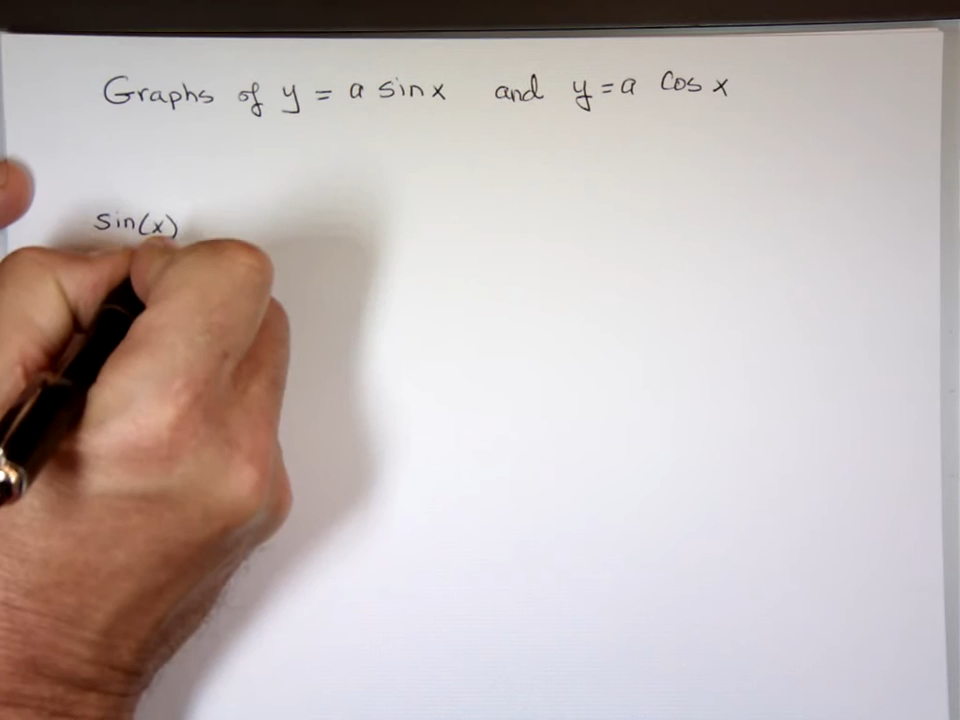 Graphs of y = a sin x and y = a cos x
sin(x)